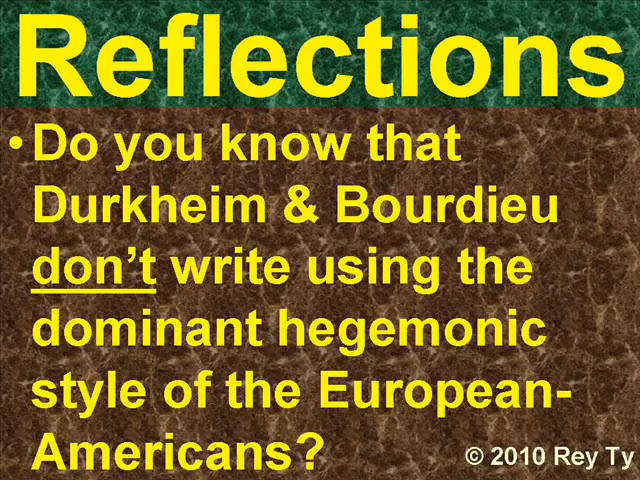 Reflections
• Do you know that
Durkheim & Bourdieu
don’t write using the
dominant hegemonic
style of the European-
Americans?
© 2010 Rey Ty